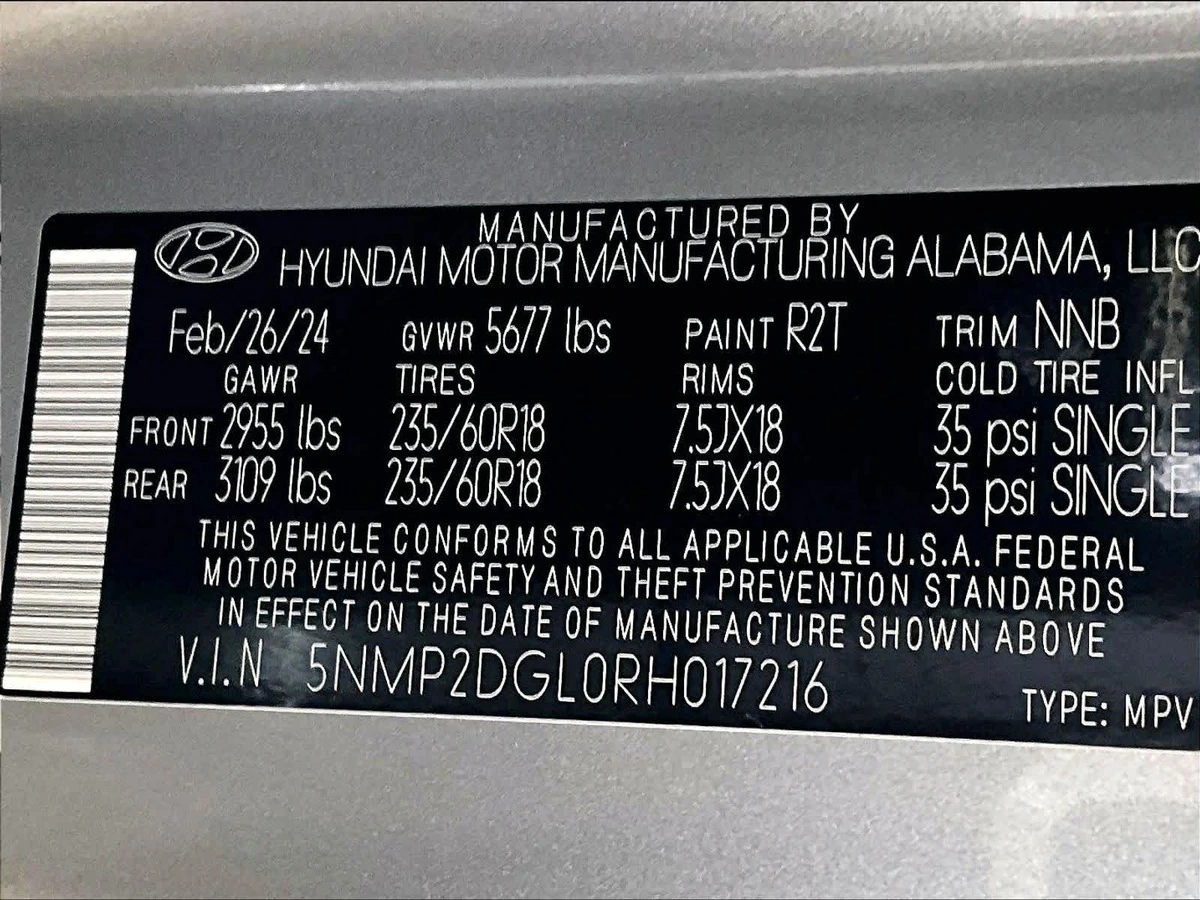 MANUFACTURED BY
HYUNDAI MOTOR MANUFACTURING ALABAMA, LLC
Feb/26/24 GVWR 5677 lbs PAINT R2T TRIM NNB
GAWR TIRES RIMS COLD TIRE INFL
FRONT 2955 lbs 235/60R18 7.5JX18 35 psi SINGLE
REAR 3109 lbs 235/60R18 7.5JX18 35 psi SINGLE
THIS VEHICLE CONFORMS TO ALL APPLICABLE U.S.A. FEDERAL
MOTOR VEHICLE SAFETY AND THEFT PREVENTION STANDARDS
IN EFFECT ON THE DATE OF MANUFACTURE SHOWN ABOVE
V.I.N 5NMP2DGL0RH017216
TYPE: MPV